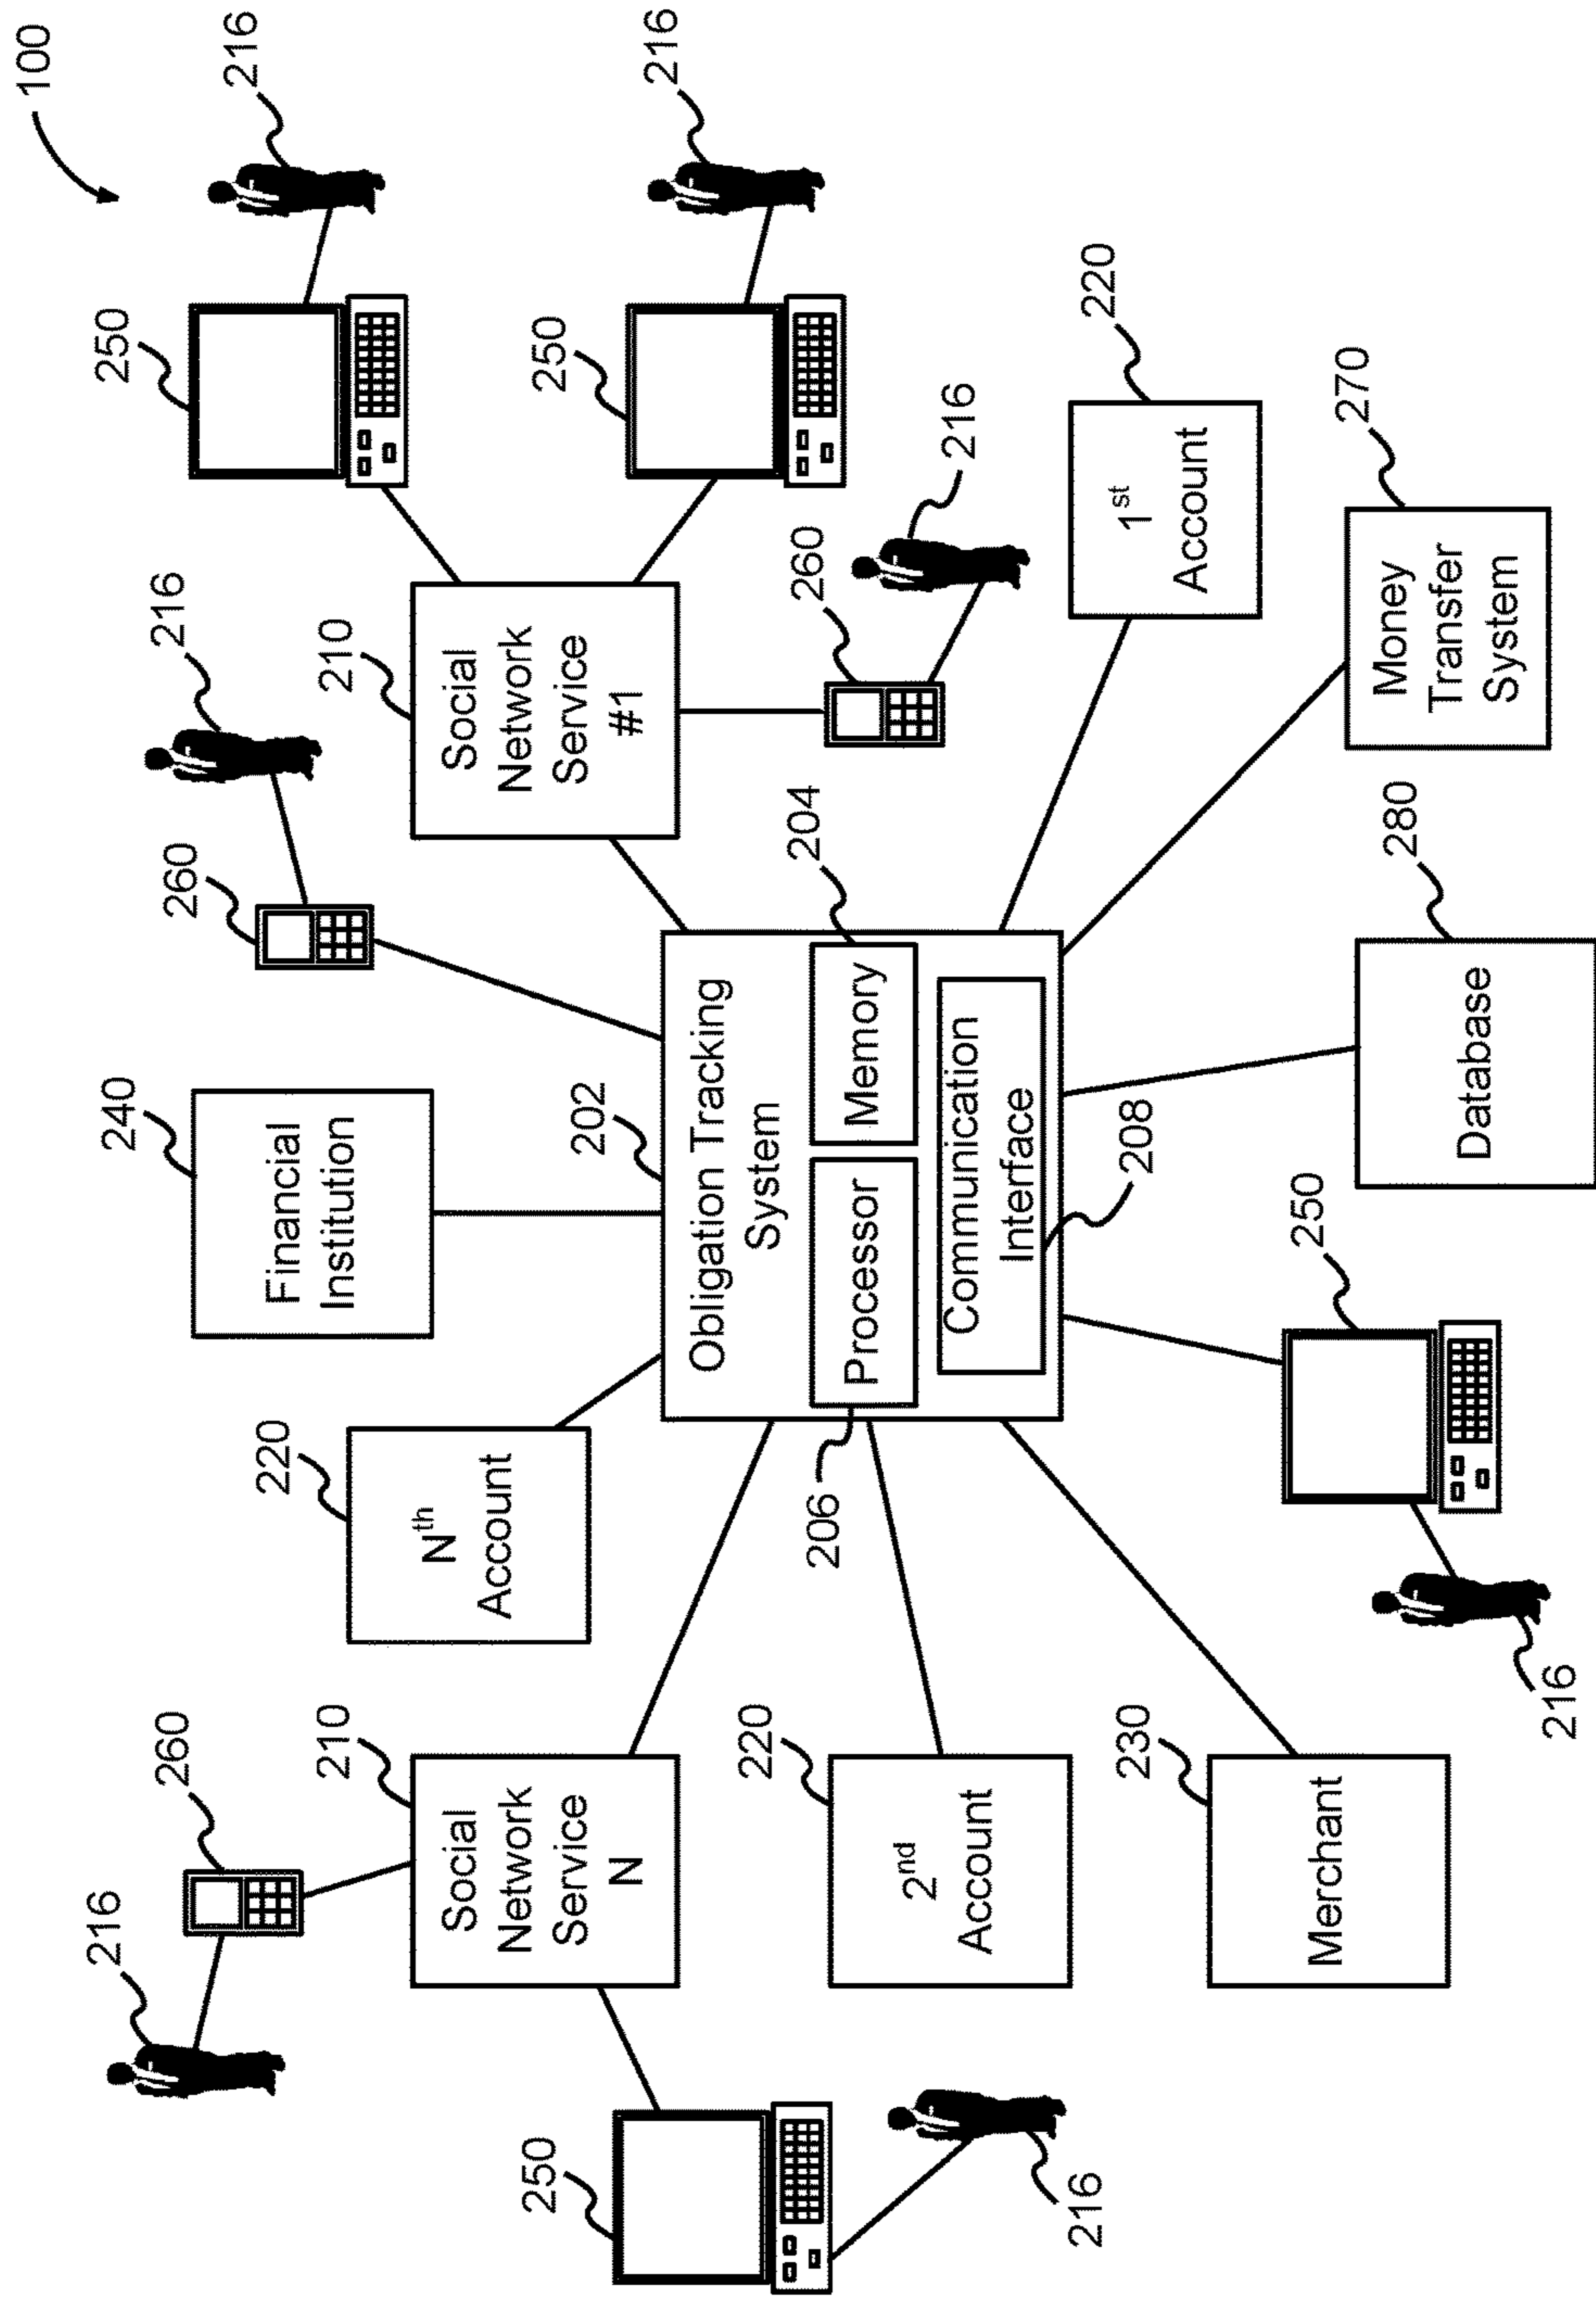 100
216
240
250
216
260
260
216
220
Financial
Institution
210
210
Nth
Account
Social
Network
Service
N
Social
Network
Service
#1
250
250
202
216
Obligation Tracking
System
220
204
260
206
Processor
Memory
2nd
Account
216
Communication
Interface
216
220
208
230
1st
Account
250
Merchant
270
Money
Transfer
System
280
Database
216